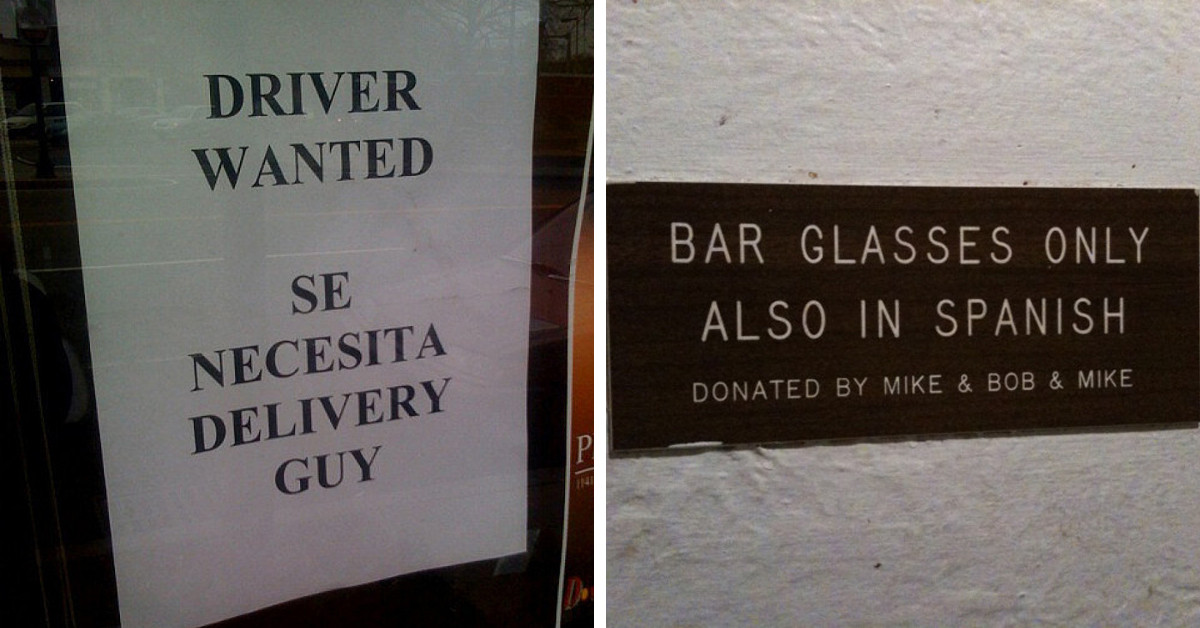 DRIVER
WANTED
SE
NECESITA
DELIVERY
GUY
BAR GLASSES ONLY
ALSO IN SPANISH
DONATED BY MIKE & BOB & MIKE